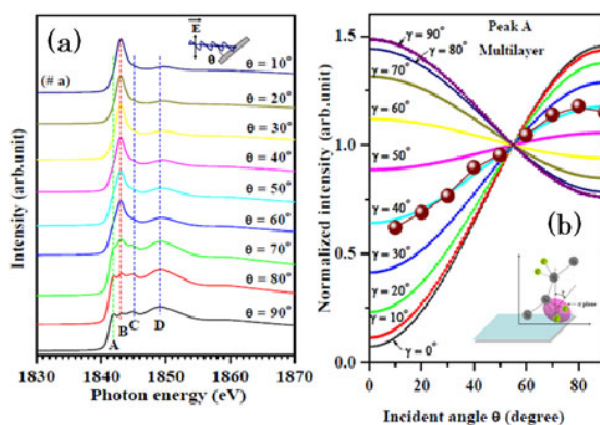 (a)
E
θ
(# a)
θ = 10°
θ = 20°
θ = 30°
θ = 40°
θ = 50°
θ = 60°
θ = 70°
θ = 80°
θ = 90°
A
B
C
D
1830
1840
1850
1860
1870
Photon energy (eV)
Intensity (arb.unit)
Peak A
Multilayer
γ = 90°
γ = 80°
γ = 70°
γ = 60°
γ = 50°
γ = 40°
γ = 30°
γ = 20°
γ = 10°
γ = 0°
(b)
1.5
1.0
0.5
0.0
0
20
40
60
80
Incident angle θ (degree)
Normalized intensity (arb.unit)